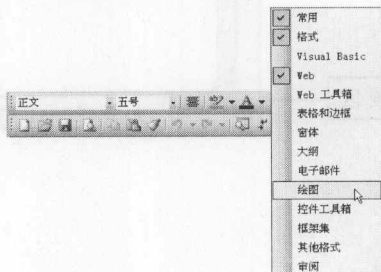 常用
格式
Visual Basic
Web
Web 工具箱
表格和边框
窗体
大纲
电子邮件
绘图
控件工具箱
框架集
其他格式
审阅
正文 五号